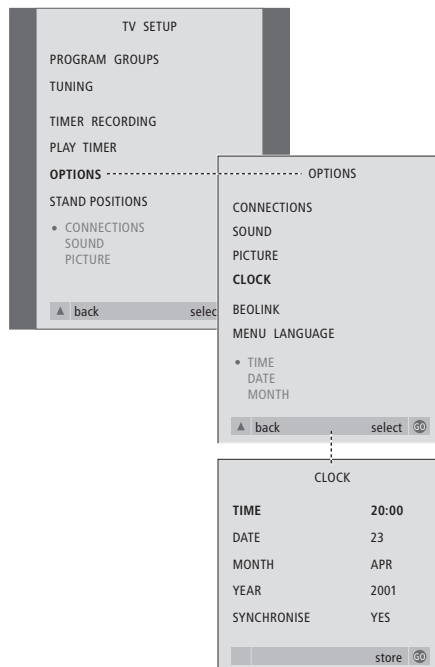 TV SETUP
PROGRAM GROUPS
TUNING
TIMER RECORDING
PLAY TIMER
OPTIONS
STAND POSITIONS
• CONNECTIONS
SOUND
PICTURE
▲ back selec
OPTIONS
CONNECTIONS
SOUND
PICTURE
CLOCK
BEOLINK
MENU LANGUAGE
• TIME
DATE
MONTH
▲ back select GO
CLOCK
TIME 20:00
DATE 23
MONTH APR
YEAR 2001
SYNCHRONISE YES
store GO